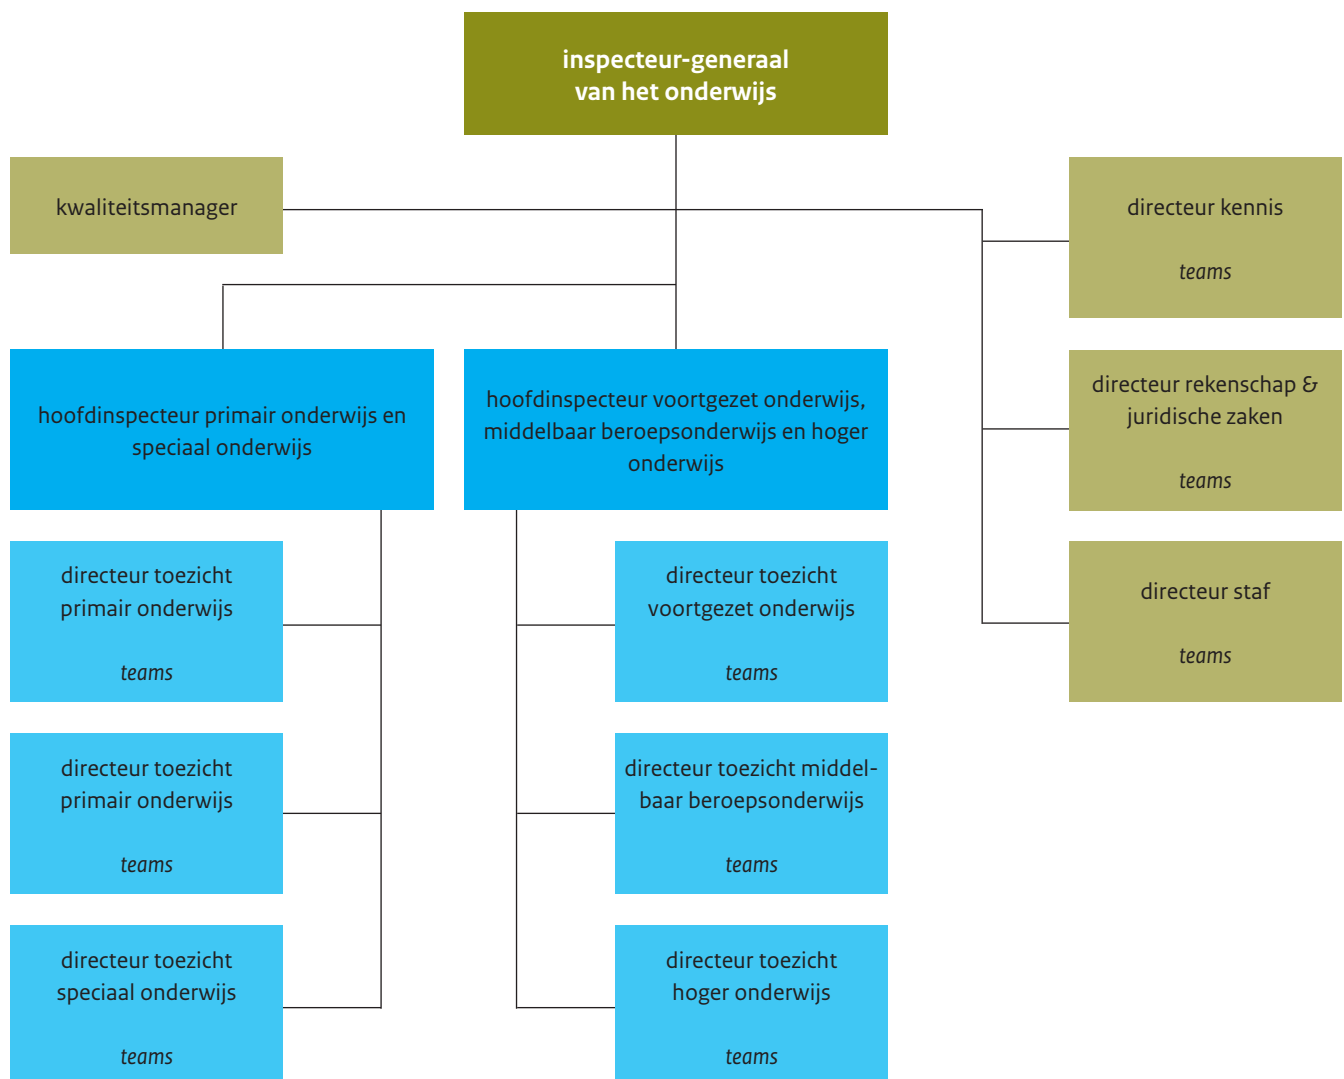 inspecteur-generaal
van het onderwijs
kwaliteitsmanager
directeur kennis
teams
hoofdinspecteur primair onderwijs en
speciaal onderwijs
hoofdinspecteur voortgezet onderwijs,
middelbaar beroepsonderwijs en hoger
onderwijs
directeur rekenschap &
juridische zaken
teams
directeur toezicht
primair onderwijs
teams
directeur toezicht
voortgezet onderwijs
teams
directeur staf
teams
directeur toezicht
primair onderwijs
teams
directeur toezicht middel-
baar beroepsonderwijs
teams
directeur toezicht
speciaal onderwijs
teams
directeur toezicht
hoger onderwijs
teams